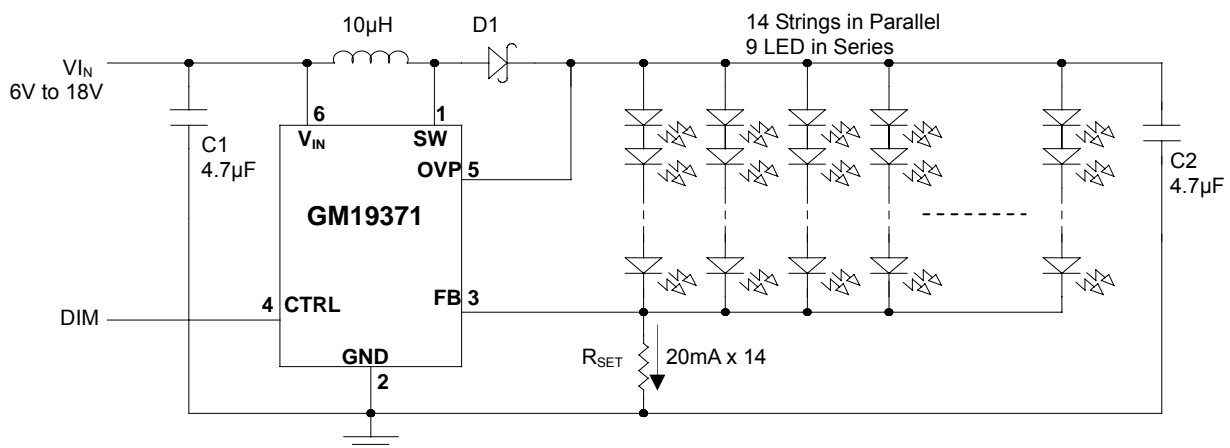 10µH
D1
14 Strings in Parallel
9 LED in Series
VIN
6V to 18V
C1
4.7µF
6
VIN
1
SW
OVP 5
GM19371
C2
4.7µF
DIM
4 CTRL
FB 3
GND
2
RSET
20mA x 14